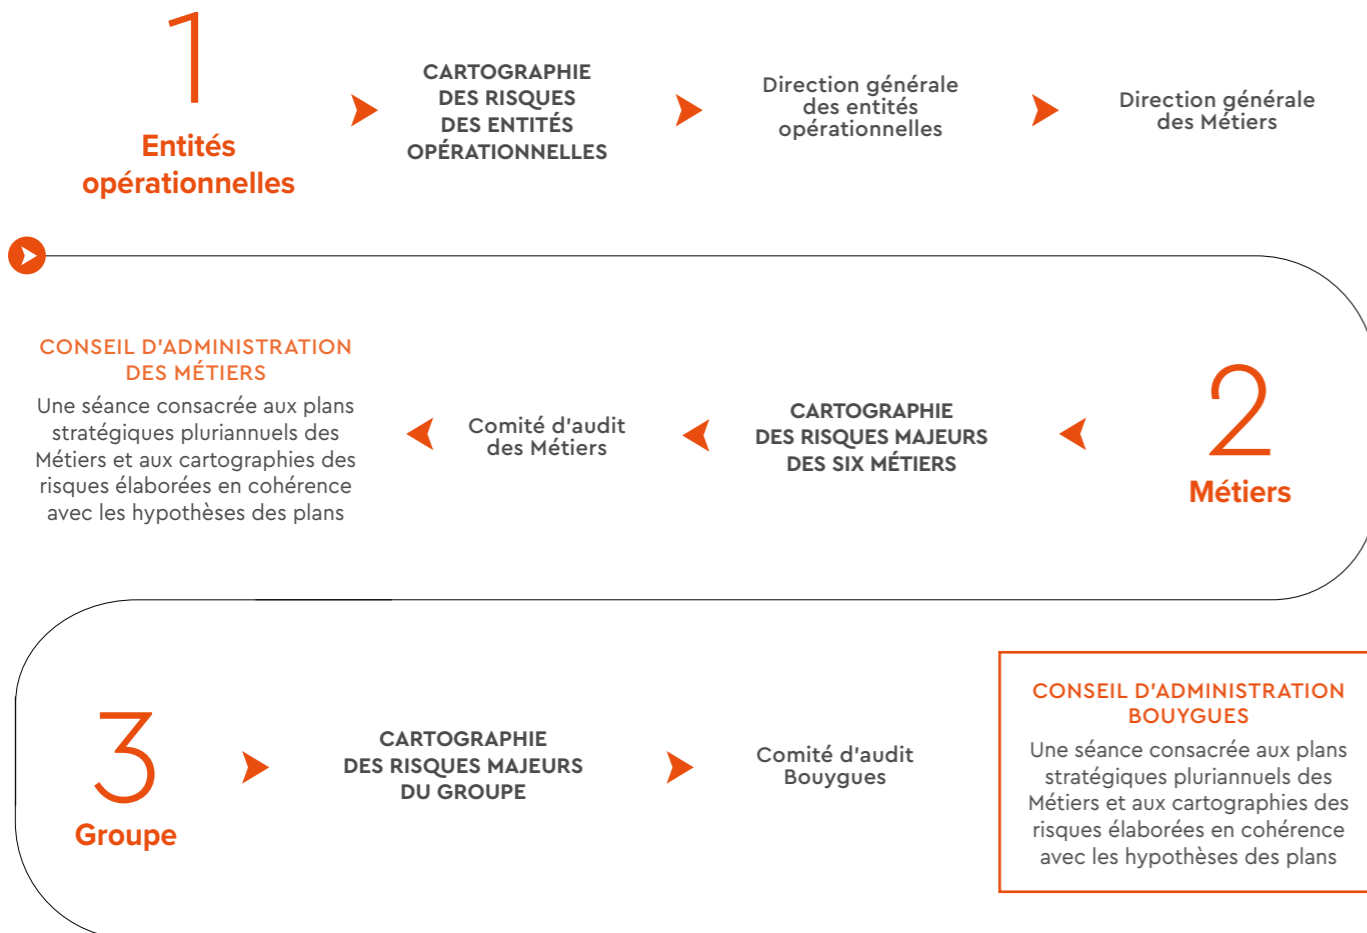 1
Entités
opérationnelles
CARTOGRAPHIE
DES RISQUES
DES ENTITÉS
OPÉRATIONNELLES
Direction générale
des entités
opérationnelles
Direction générale
des Métiers
2
Métiers
CARTOGRAPHIE
DES RISQUES MAJEURS
DES SIX MÉTIERS
Comité d'audit
des Métiers
CONSEIL D'ADMINISTRATION
DES MÉTIERS
Une séance consacrée aux plans
stratégiques pluriannuels des
Métiers et aux cartographies des
risques élaborées en cohérence
avec les hypothèses des plans
3
Groupe
CARTOGRAPHIE
DES RISQUES MAJEURS
DU GROUPE
Comité d'audit
Bouygues
CONSEIL D'ADMINISTRATION
BOUYGUES
Une séance consacrée aux plans
stratégiques pluriannuels des
Métiers et aux cartographies des
risques élaborées en cohérence
avec les hypothèses des plans